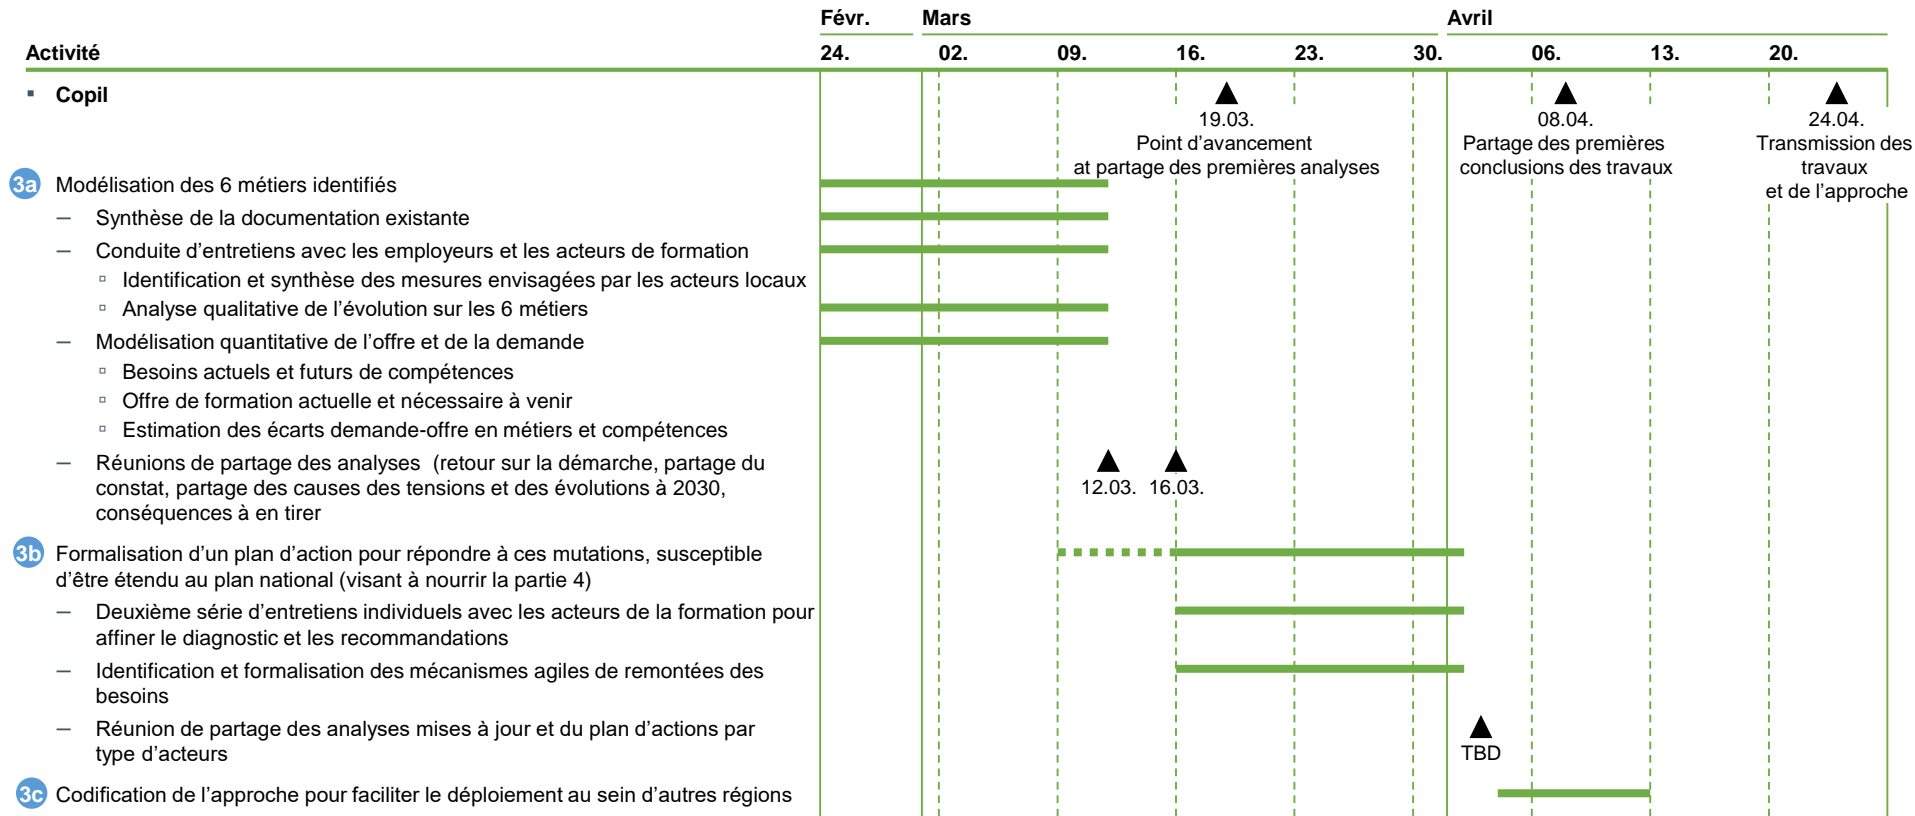 Févr. Mars Avril
Activité 24. 02. 09. 16. 23. 30. 06. 13. 20.
▪ Copil
19.03. 08.04. 24.04.
Point d'avancement Partage des premières Transmission des
at partage des premières analyses conclusions des travaux travaux
et de l'approche
3a Modélisation des 6 métiers identifiés
— Synthèse de la documentation existante
— Conduite d'entretiens avec les employeurs et les acteurs de formation
▫ Identification et synthèse des mesures envisagées par les acteurs locaux
▫ Analyse qualitative de l'évolution sur les 6 métiers
— Modélisation quantitative de l'offre et de la demande
▫ Besoins actuels et futurs de compétences
▫ Offre de formation actuelle et nécessaire à venir
▫ Estimation des écarts demande-offre en métiers et compétences
— Réunions de partage des analyses (retour sur la démarche, partage du
constat, partage des causes des tensions et des évolutions à 2030,
conséquences à en tirer
12.03. 16.03.
3b Formalisation d'un plan d'action pour répondre à ces mutations, susceptible
d'être étendu au plan national (visant à nourrir la partie 4)
— Deuxième série d'entretiens individuels avec les acteurs de la formation pour
affiner le diagnostic et les recommandations
— Identification et formalisation des mécanismes agiles de remontées des
besoins
— Réunion de partage des analyses mises à jour et du plan d'actions par
type d'acteurs
TBD
3c Codification de l'approche pour faciliter le déploiement au sein d'autres régions